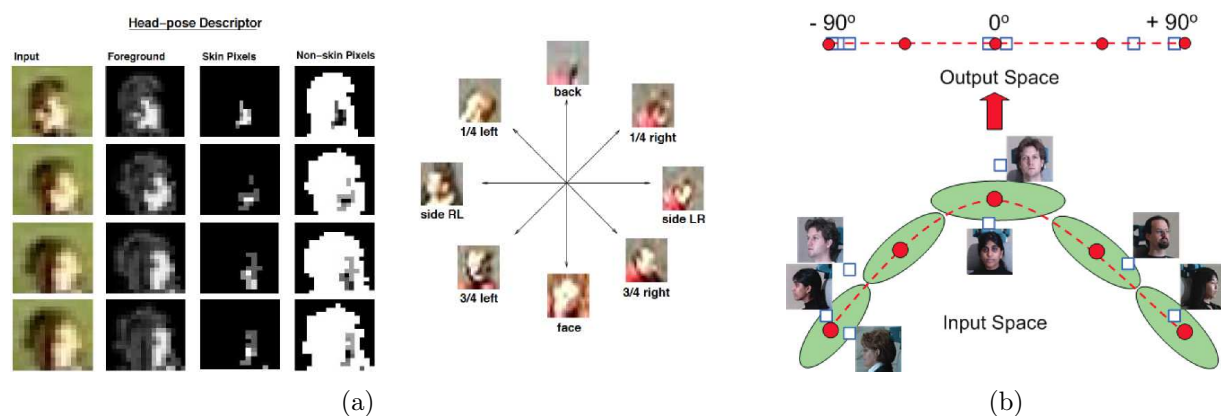 Head-pose Descriptor
Input
Foreground
Skin Pixels
Non-skin Pixels
back
1/4 left
1/4 right
side RL
side LR
3/4 left
3/4 right
face
(a)
- 90º
0º
+ 90º
Output Space
Input Space
(b)